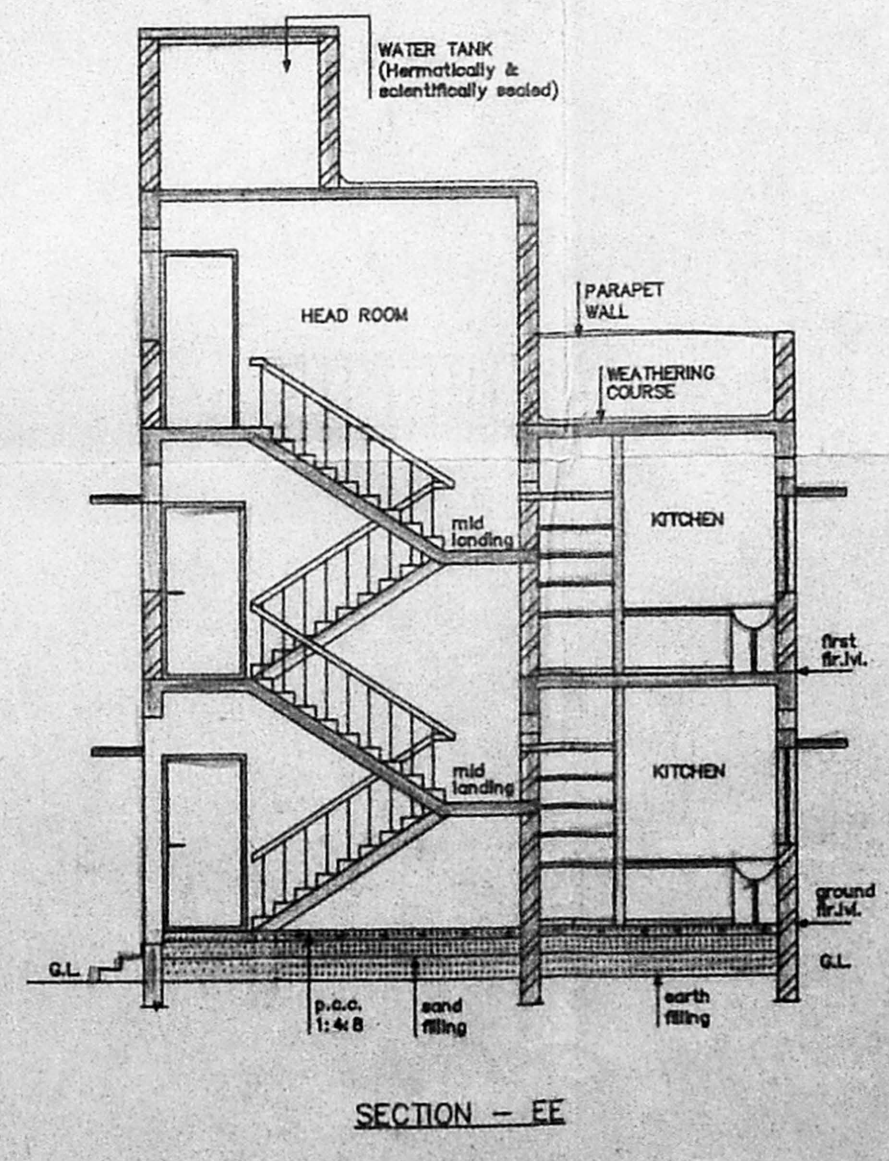 WATER TANK
(Hermatically &
scientifically sealed)
HEAD ROOM
PARAPET
WALL
WEATHERING
COURSE
mid
landing
KITCHEN
first
flr.lvl.
mid
landing
KITCHEN
ground
flr.lvl.
G.L.
G.L.
p.c.c.
1:4:8
sand
filling
earth
filling
SECTION - EE